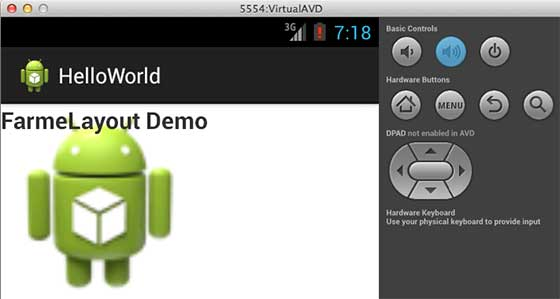 5554:VirtualAVD
3G
7:18
HelloWorld
FarmeLayout Demo
Basic Controls
Hardware Buttons
MENU
DPAD not enabled in AVD
Hardware Keyboard
Use your physical keyboard to provide input